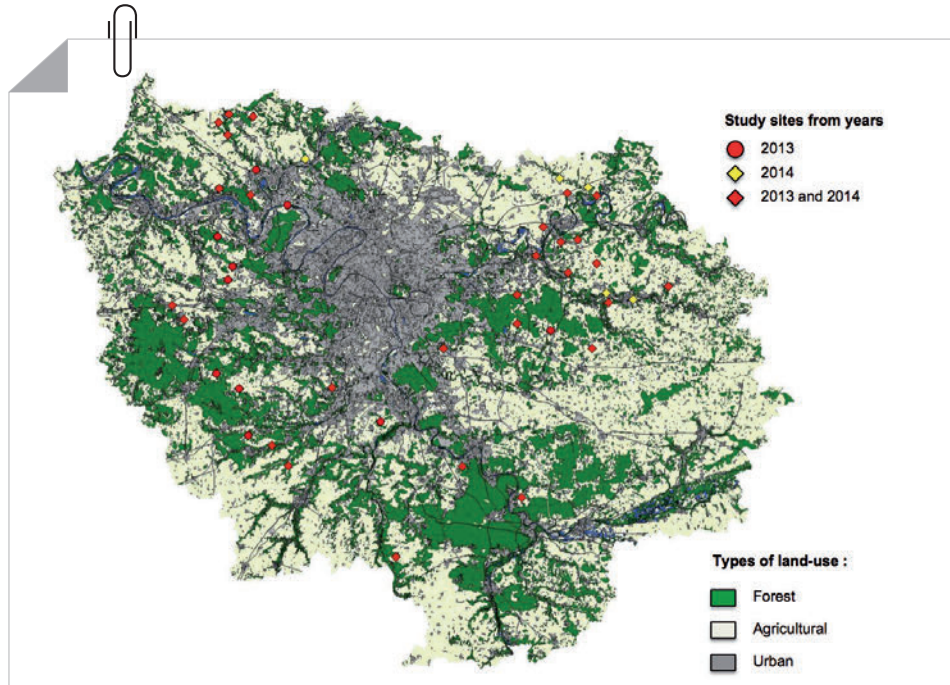 Study sites from years
2013
2014
2013 and 2014
Types of land-use :
Forest
Agricultural
Urban